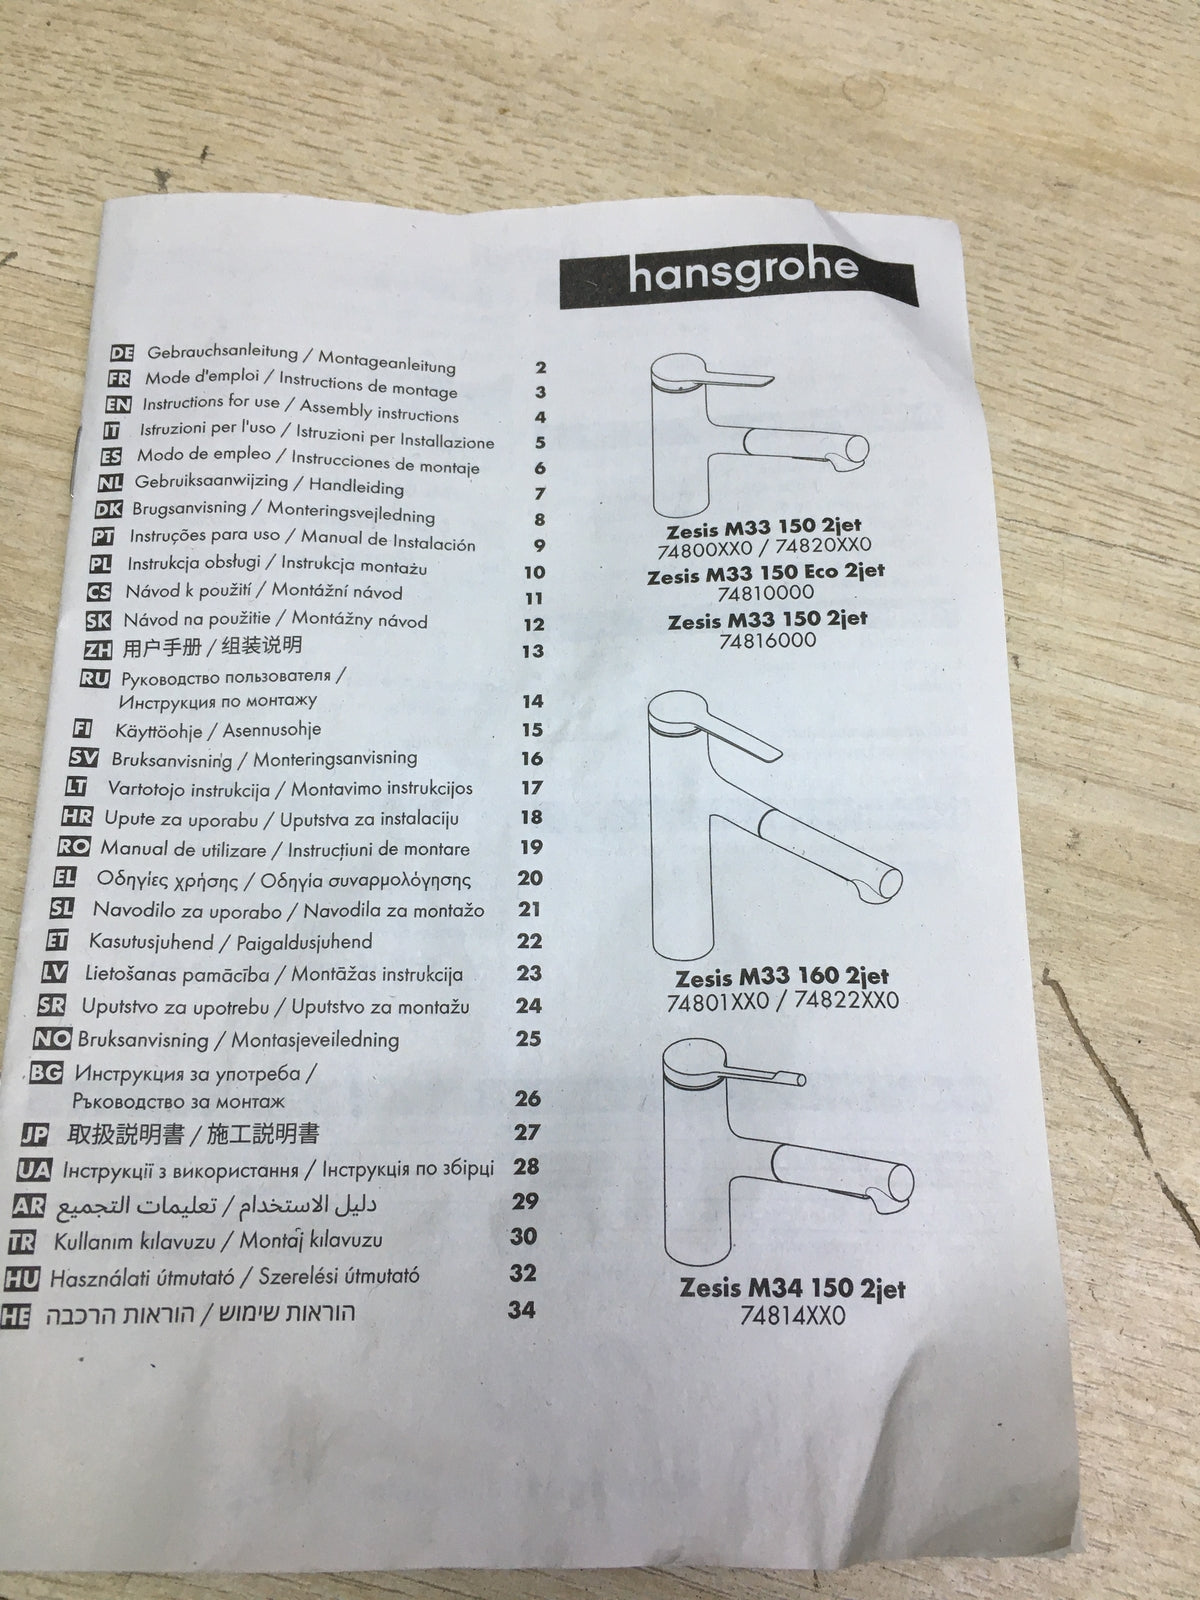 hansgrohe
DE Gebrauchsanleitung / Montageanleitung 2
FR Mode d'emploi / Instructions de montage 3
EN Instructions for use / Assembly instructions 4
IT Istruzioni per l'uso / Istruzioni per Installazione 5
ES Modo de empleo / Instrucciones de montaje 6
NL Gebruiksaanwijzing / Handleiding 7
DK Brugsanvisning / Monteringsvejledning 8
PT Instruções para uso / Manual de Instalación 9
PL Instrukcja obsługi / Instrukcja montażu 10
CS Návod k použití / Montážní návod 11
SK Návod na použitie / Montážny návod 12
ZH 用户手册 / 组装说明 13
RU Руководство пользователя /
Инструкция по монтажу 14
FI Käyttöohje / Asennusohje 15
SV Bruksanvisning / Monteringsanvisning 16
LT Vartotojo instrukcija / Montavimo instrukcijos 17
HR Upute za uporabu / Uputstva za instalaciju 18
RO Manual de utilizare / Instrucțiuni de montare 19
EL Οδηγίες χρήσης / Οδηγία συναρμολόγησης 20
SL Navodilo za uporabo / Navodila za montažo 21
ET Kasutusjuhend / Paigaldusjuhend 22
LV Lietošanas pamācība / Montāžas instrukcija 23
SR Uputstvo za upotrebu / Uputstvo za montažu 24
NO Bruksanvisning / Montasjeveiledning 25
BG Инструкция за употреба /
Ръководство за монтаж 26
JP 取扱説明書 / 施工説明書 27
UA Інструкції з використання / Інструкція по збірці 28
AR دليل الاستخدام / تعليمات التجميع 29
TR Kullanım kılavuzu / Montaj kılavuzu 30
HU Használati útmutató / Szerelési útmutató 32
HE הוראות שימוש / הוראות הרכבה 34
Zesis M33 150 2jet
74800XX0 / 74820XX0
Zesis M33 150 Eco 2jet
74810000
Zesis M33 150 2jet
74816000
Zesis M33 160 2jet
74801XX0 / 74822XX0
Zesis M34 150 2jet
74814XX0